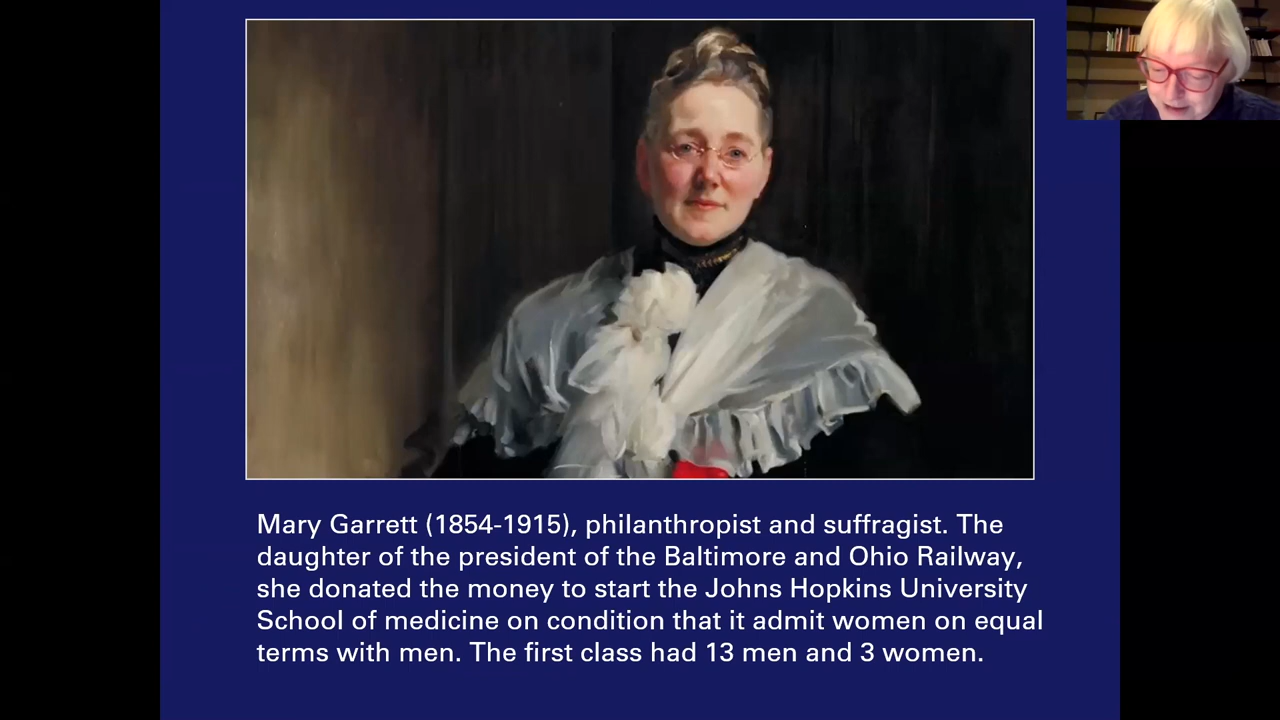 Mary Garrett (1854-1915), philanthropist and suffragist. The
daughter of the president of the Baltimore and Ohio Railway,
she donated the money to start the Johns Hopkins University
School of medicine on condition that it admit women on equal
terms with men. The first class had 13 men and 3 women.